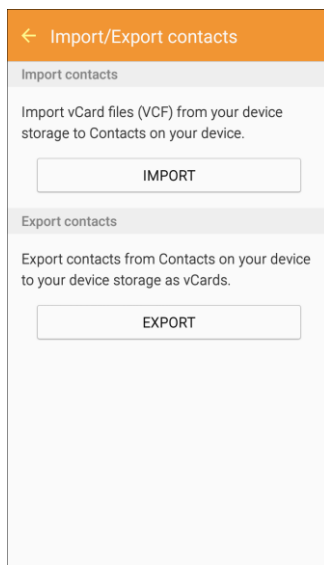 Import/Export contacts
Import contacts
Import vCard files (VCF) from your device
storage to Contacts on your device.
IMPORT
Export contacts
Export contacts from Contacts on your device
to your device storage as vCards.
EXPORT